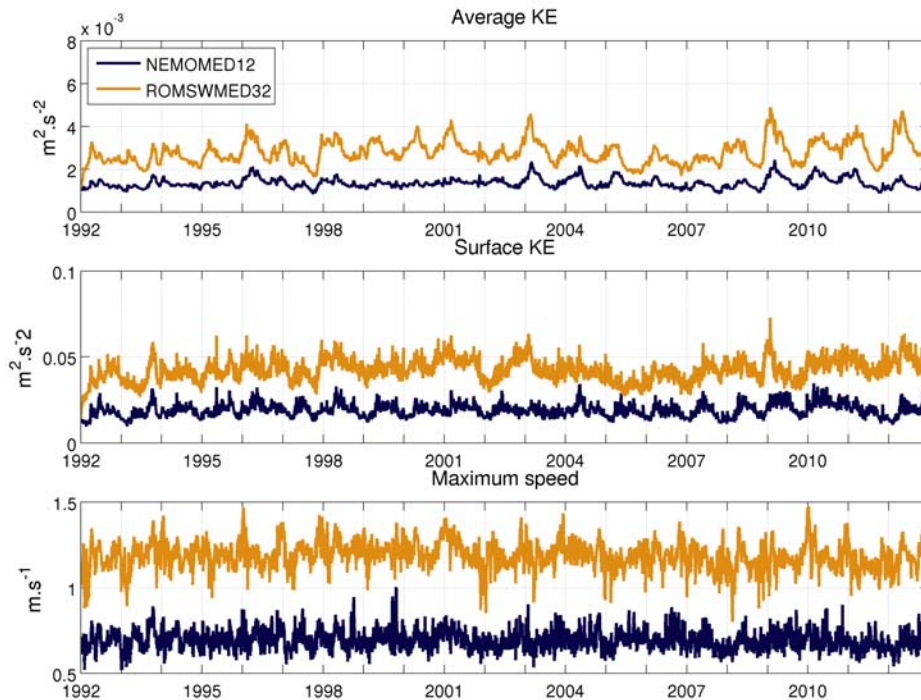 Average KE
x 10⁻³
8
6
4
2
0
m².s⁻²
NEMOMED12
ROMSWMED32
1992 1995 1998 2001 2004 2007 2010
Surface KE
0.1
0.05
0
m².s⁻2
1992 1995 1998 2001 2004 2007 2010
Maximum speed
1.5
1
0.5
m.s⁻¹
1992 1995 1998 2001 2004 2007 2010